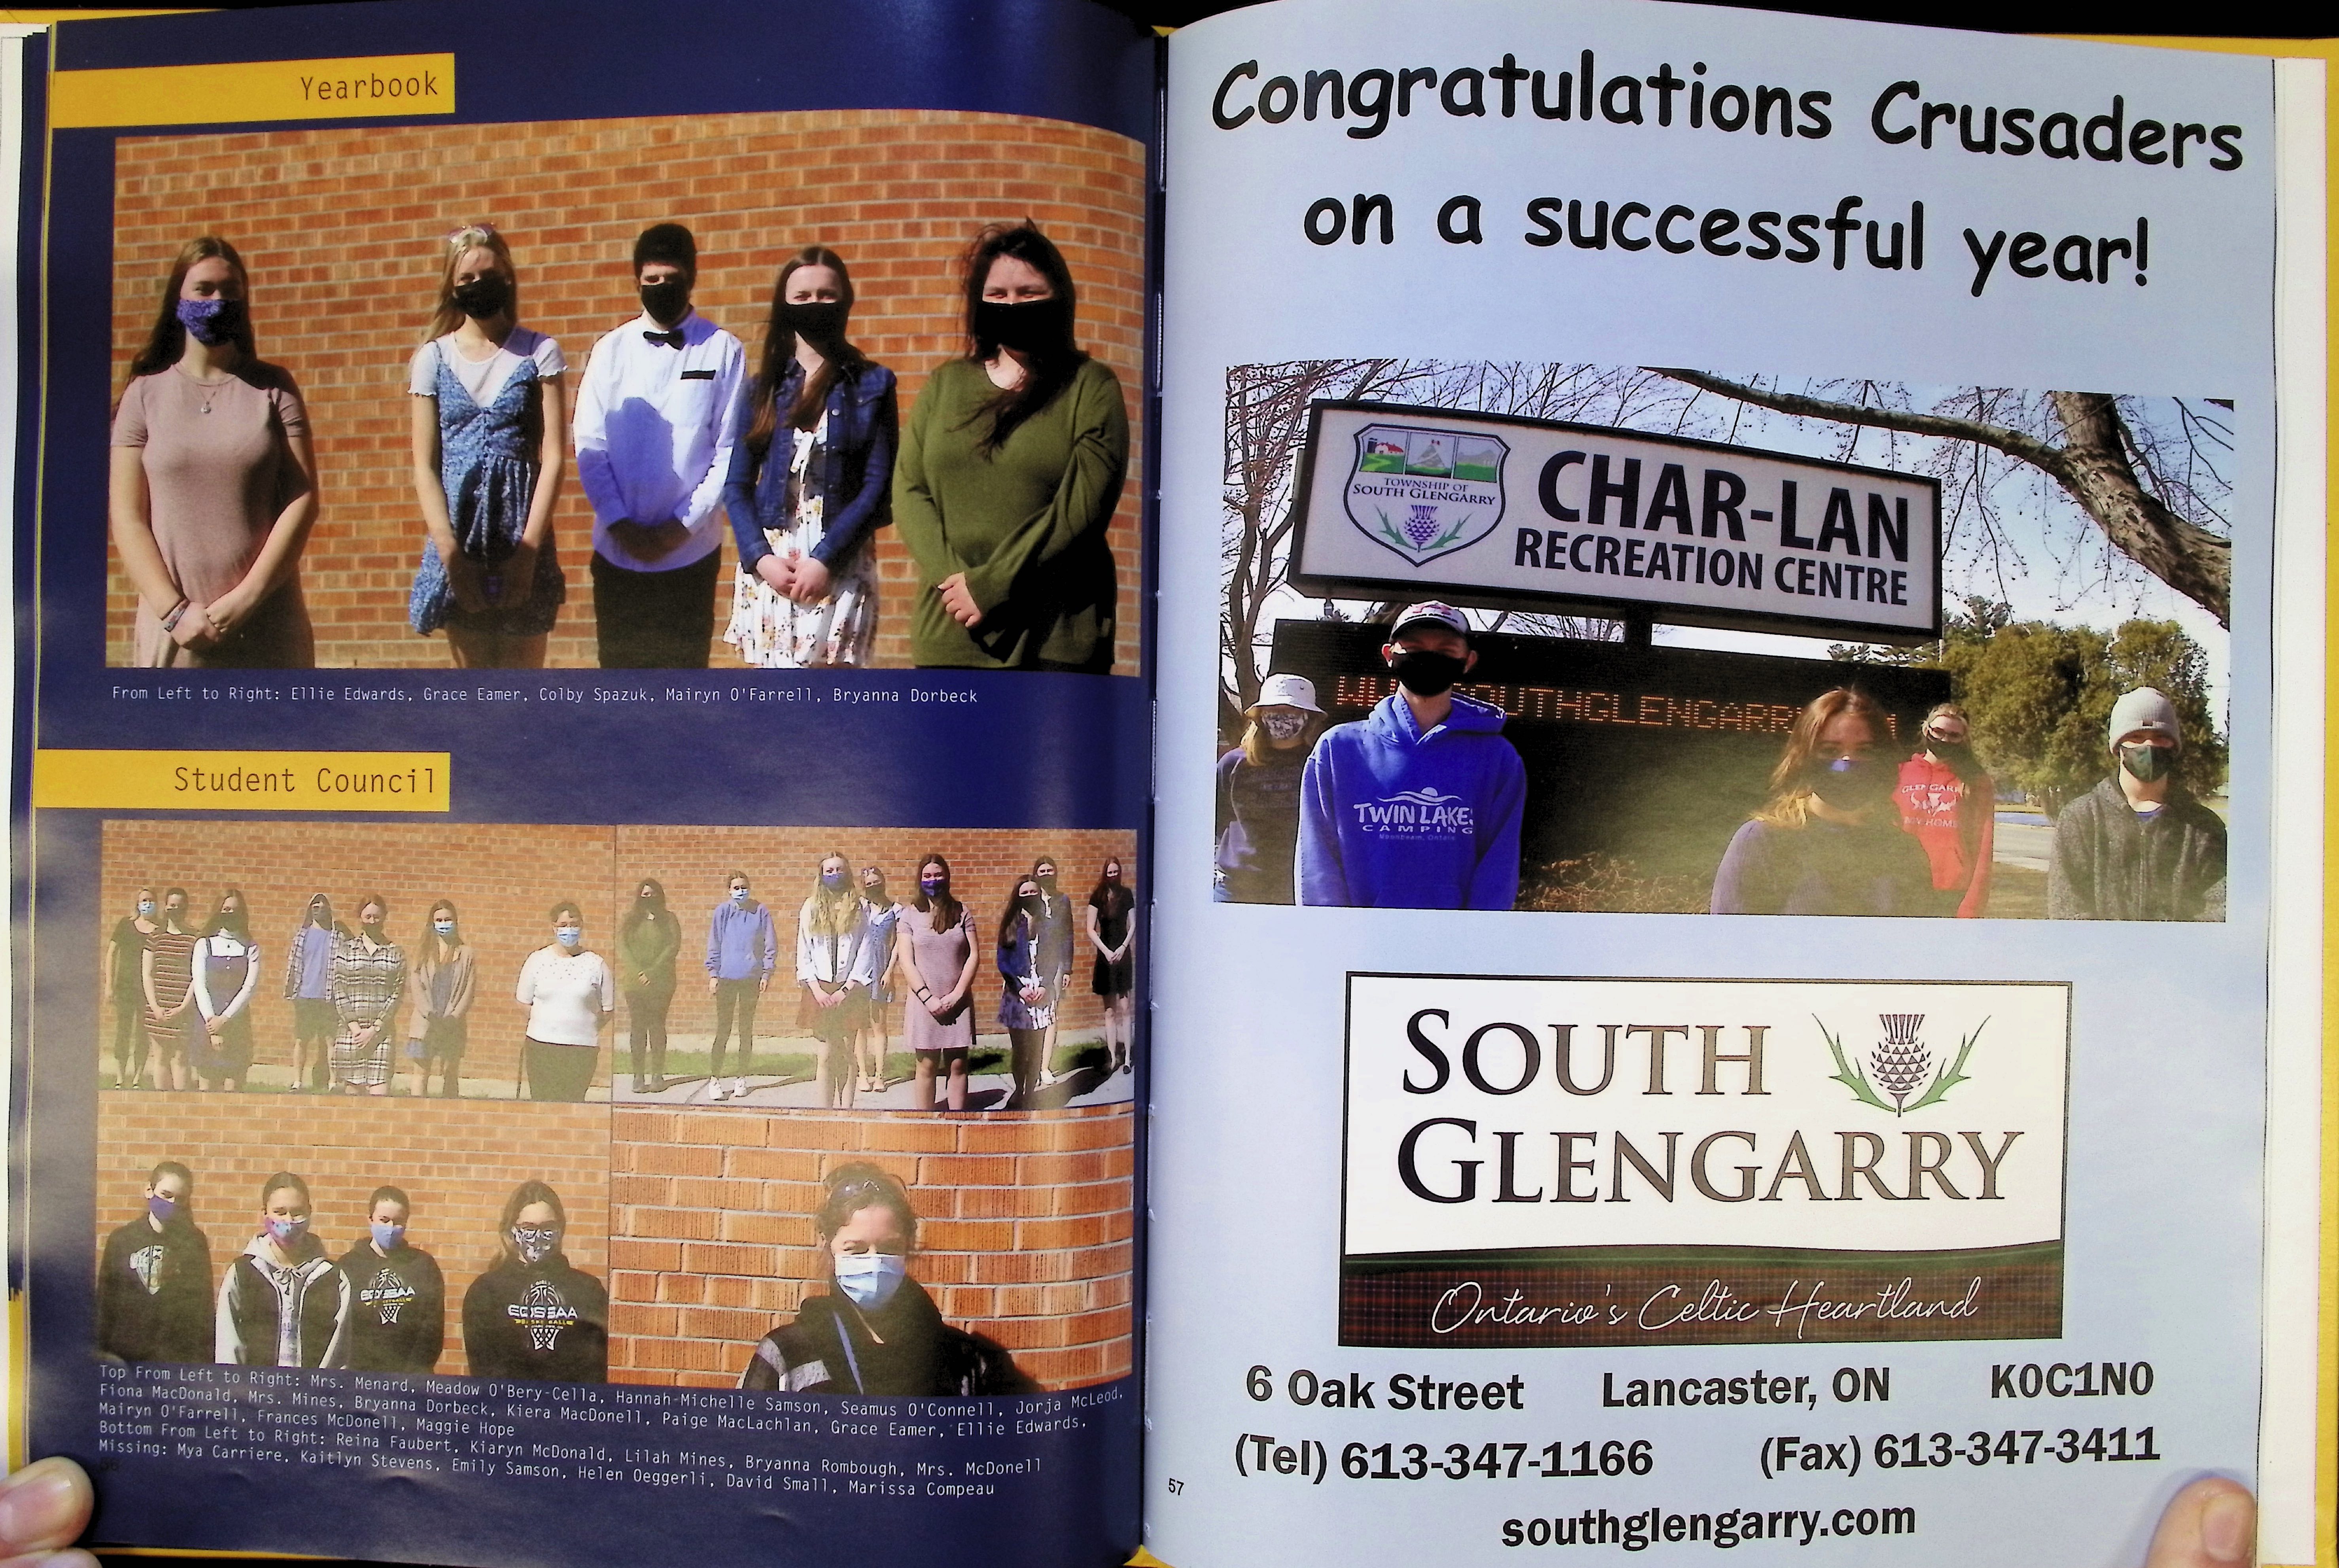 Yearbook
From Left to Right: Ellie Edwards, Grace Eamer, Colby Spazuk, Mairyn O'Farrell, Bryanna Dorbeck
Student Council
ECOSSAA
ECOSSAA
BASKETBALL
Top From Left to Right: Mrs. Menard, Meadow O'Bery-Cella, Hannah-Michelle Samson, Seamus O'Connell, Jorja McLeod,
Fiona MacDonald, Mrs. Mines, Bryanna Dorbeck, Kiera MacDonell, Paige MacLachlan, Grace Eamer, Ellie Edwards,
Mairyn O'Farrell, Frances McDonell, Maggie Hope
Bottom From Left to Right: Reina Faubert, Kiaryn McDonald, Lilah Mines, Bryanna Rombough, Mrs. McDonell
Missing: Mya Carriere, Kaitlyn Stevens, Emily Samson, Helen Oeggerli, David Small, Marissa Compeau
Congratulations Crusaders
on a successful year!
TOWNSHIP OF
SOUTH GLENGARRY
CHAR-LAN
RECREATION CENTRE
SOUTHGLENGARRY
TWIN LAKES
CAMPING
SOUTH
GLENGARRY
Ontario's Celtic Heartland
6 Oak Street Lancaster, ON K0C1N0
(Tel) 613-347-1166 (Fax) 613-347-3411
57
southglengarry.com